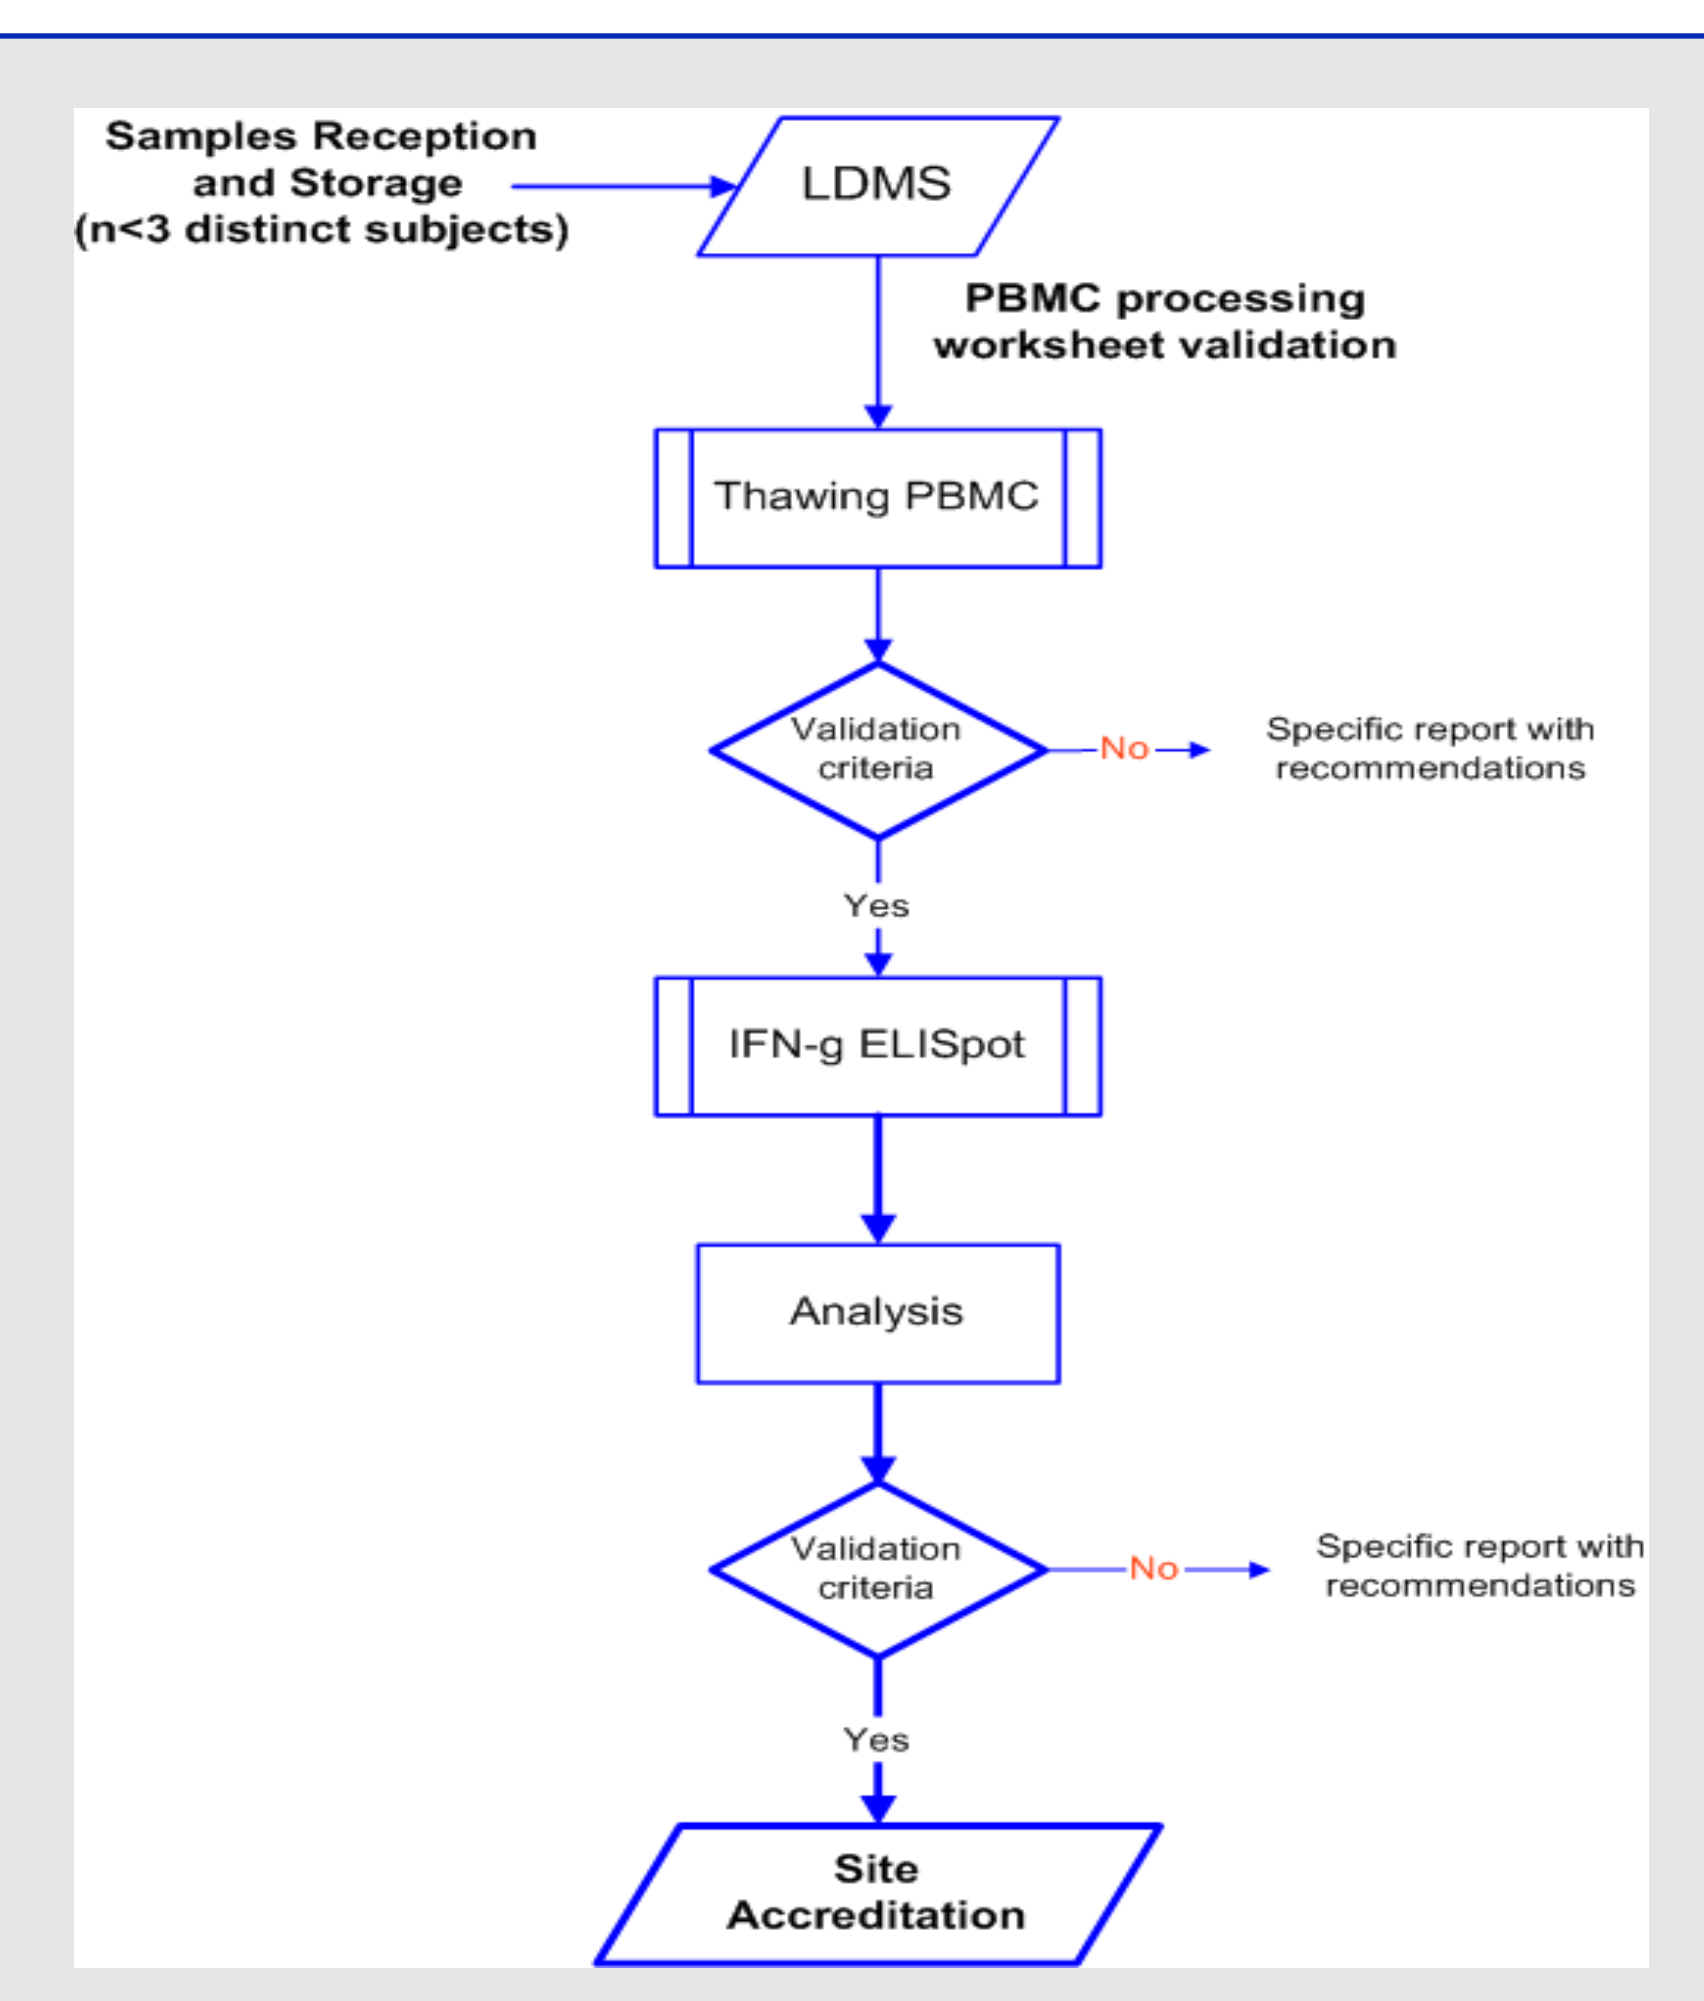 Samples Reception
and Storage
(n<3 distinct subjects)
LDMS
PBMC processing
worksheet validation
Thawing PBMC
Validation
criteria
No
Specific report with
recommendations
Yes
IFN-g ELISpot
Analysis
Validation
criteria
No
Specific report with
recommendations
Yes
Site
Accreditation